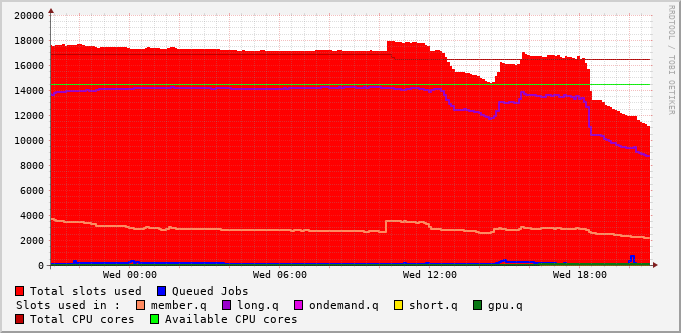 20000
18000
16000
14000
12000
10000
8000
6000
4000
2000
0
Wed 00:00 Wed 06:00 Wed 12:00 Wed 18:00
RRDTOOL / TOBI OETIKER
Total slots used Queued Jobs
Slots used in : member.q long.q ondemand.q short.q gpu.q
Total CPU cores Available CPU cores